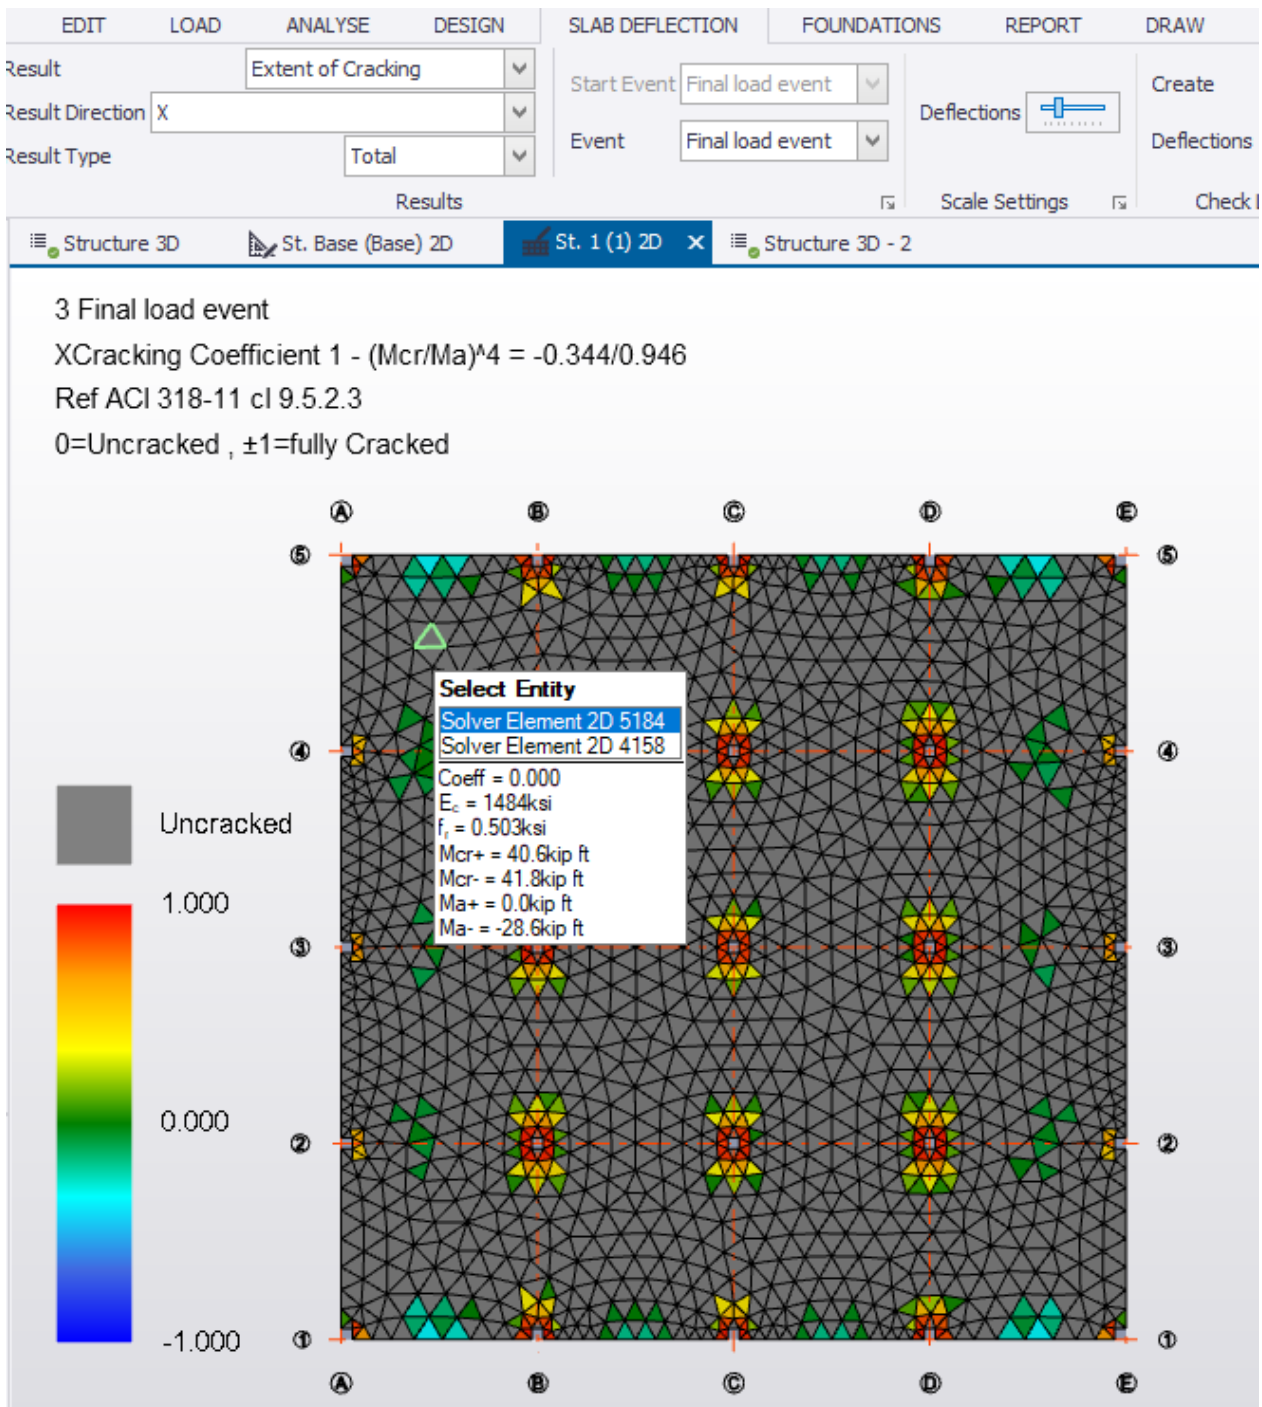 EDIT LOAD ANALYSE DESIGN SLAB DEFLECTION FOUNDATIONS REPORT DRAW
Result Extent of Cracking
Start Event Final load event
Create
Result Direction X
Deflections
Event Final load event
Deflections
Result Type Total
Results Scale Settings Check
Structure 3D St. Base (Base) 2D St. 1 (1) 2D × Structure 3D - 2
3 Final load event
XCracking Coefficient 1 - (Mcr/Ma)^4 = -0.344/0.946
Ref ACI 318-11 cl 9.5.2.3
0=Uncracked , ±1=fully Cracked
A B C D E
5 5
Select Entity
Solver Element 2D 5184
Solver Element 2D 4158
4 4
Coeff = 0.000
Ec = 1484ksi
Uncracked
fr = 0.503ksi
Mcr+ = 40.6kip ft
Mcr- = 41.8kip ft
1.000
Ma+ = 0.0kip ft
Ma- = -28.6kip ft
3 3
0.000
2 2
-1.000
1 1
A B C D E